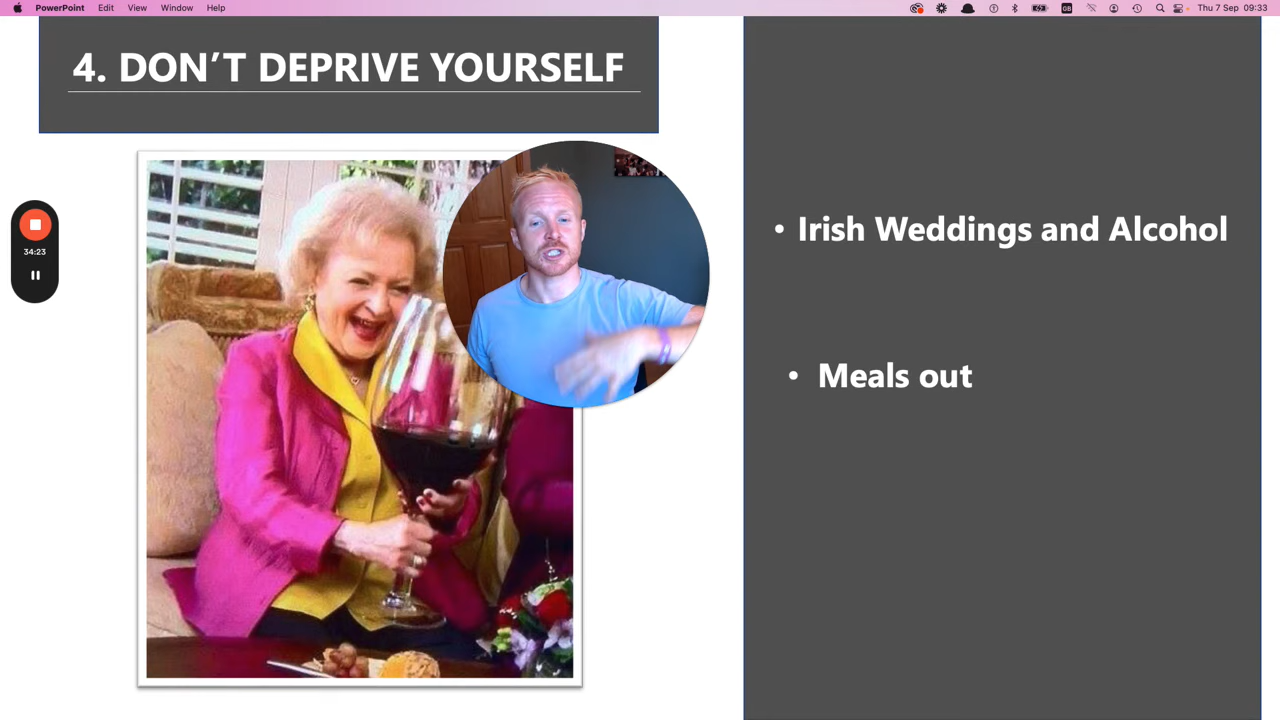 PowerPoint Edit View Window Help
GB
Thu 7 Sep 09:33
4. DON’T DEPRIVE YOURSELF
34:23
• Irish Weddings and Alcohol
• Meals out